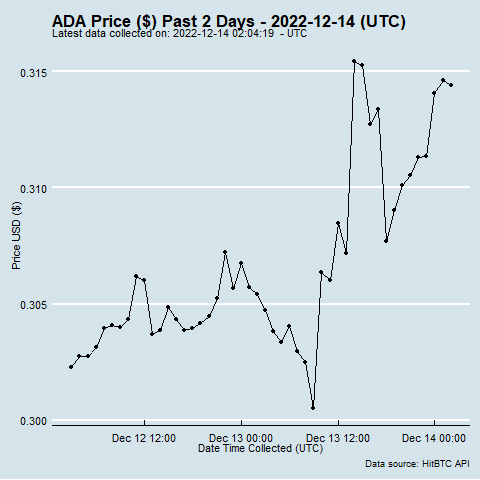 ADA Price ($) Past 2 Days - 2022-12-14 (UTC)
Latest data collected on: 2022-12-14 02:04:19 - UTC
0.315
0.310
0.305
0.300
Price USD ($)
Dec 12 12:00 Dec 13 00:00 Dec 13 12:00 Dec 14 00:00
Date Time Collected (UTC)
Data source: HitBTC API